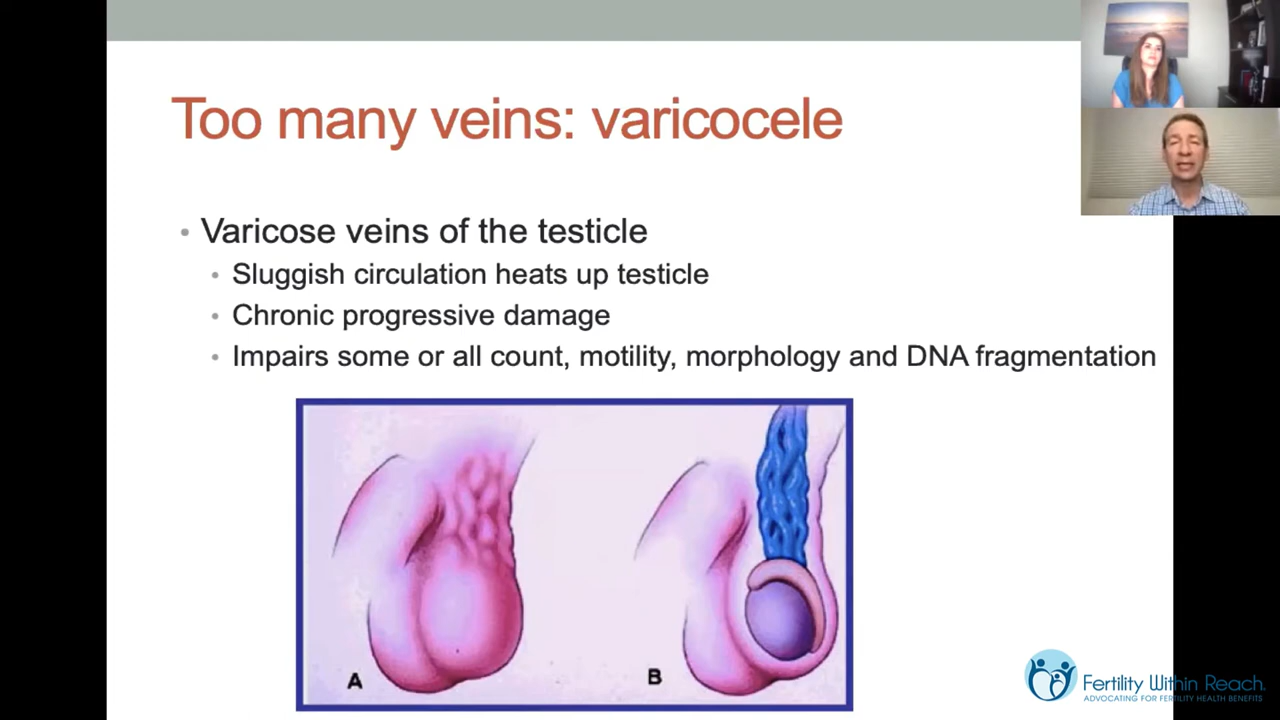 Too many veins: varicocele
• Varicose veins of the testicle
• Sluggish circulation heats up testicle
• Chronic progressive damage
• Impairs some or all count, motility, morphology and DNA fragmentation
A
B
Fertility Within Reach.
ADVOCATING FOR FERTILITY HEALTH BENEFITS